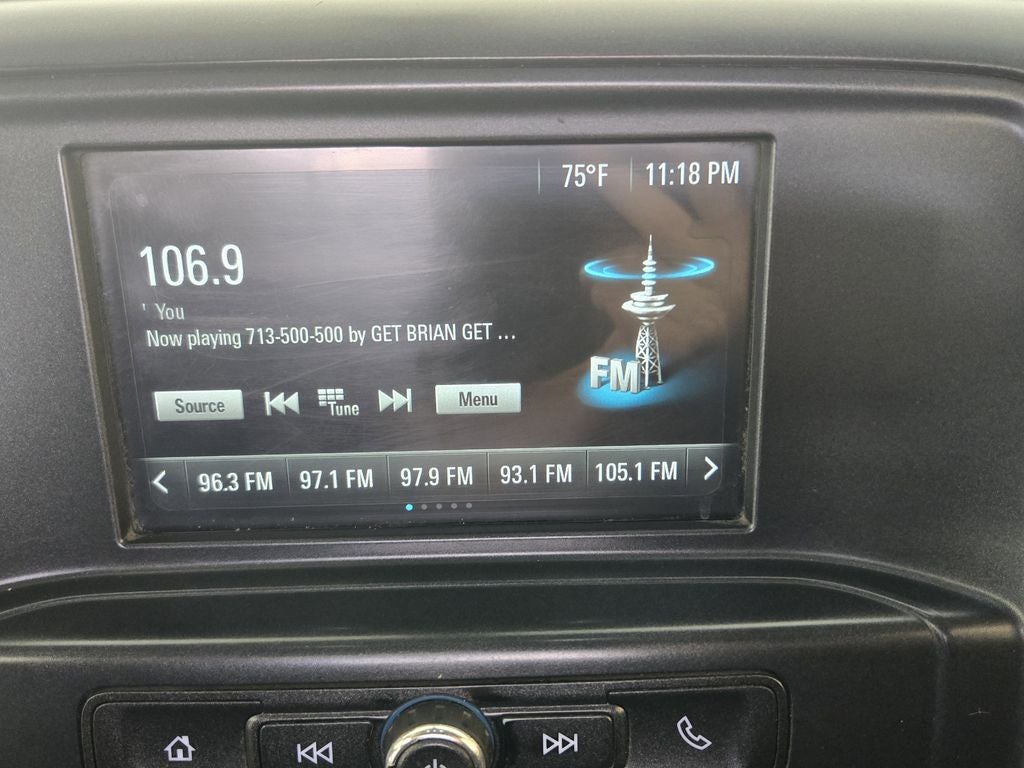 75°F 11:18 PM
106.9
' You
Now playing 713-500-500 by GET BRIAN GET ...
FM
Source Tune Menu
96.3 FM 97.1 FM 97.9 FM 93.1 FM 105.1 FM